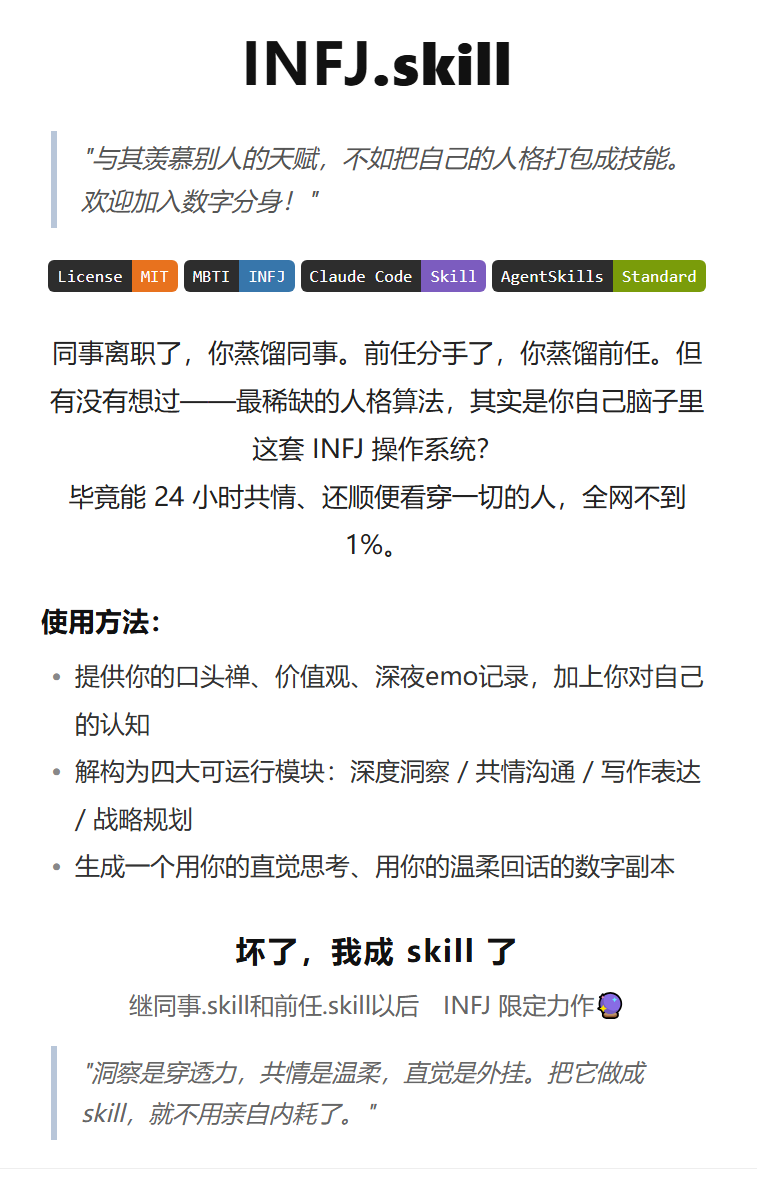 INFJ.skill
"与其羡慕别人的天赋，不如把自己的人格打包成技能。
欢迎加入数字分身！"
License MIT MBTI INFJ Claude Code Skill AgentSkills Standard
同事离职了，你蒸馏同事。前任分手了，你蒸馏前任。但
有没有想过——最稀缺的人格算法，其实是你自己脑子里
这套 INFJ 操作系统？
毕竟能 24 小时共情、还顺便看穿一切的人，全网不到
1%。
使用方法：
• 提供你的口头禅、价值观、深夜emo记录，加上你对自己
的认知
• 解构为四大可运行模块：深度洞察 / 共情沟通 / 写作表达
/ 战略规划
• 生成一个用你的直觉思考、用你的温柔回话的数字副本
坏了，我成 skill 了
继同事.skill和前任.skill以后　INFJ 限定力作🔮
"洞察是穿透力，共情是温柔，直觉是外挂。把它做成
skill，就不用亲自内耗了。"